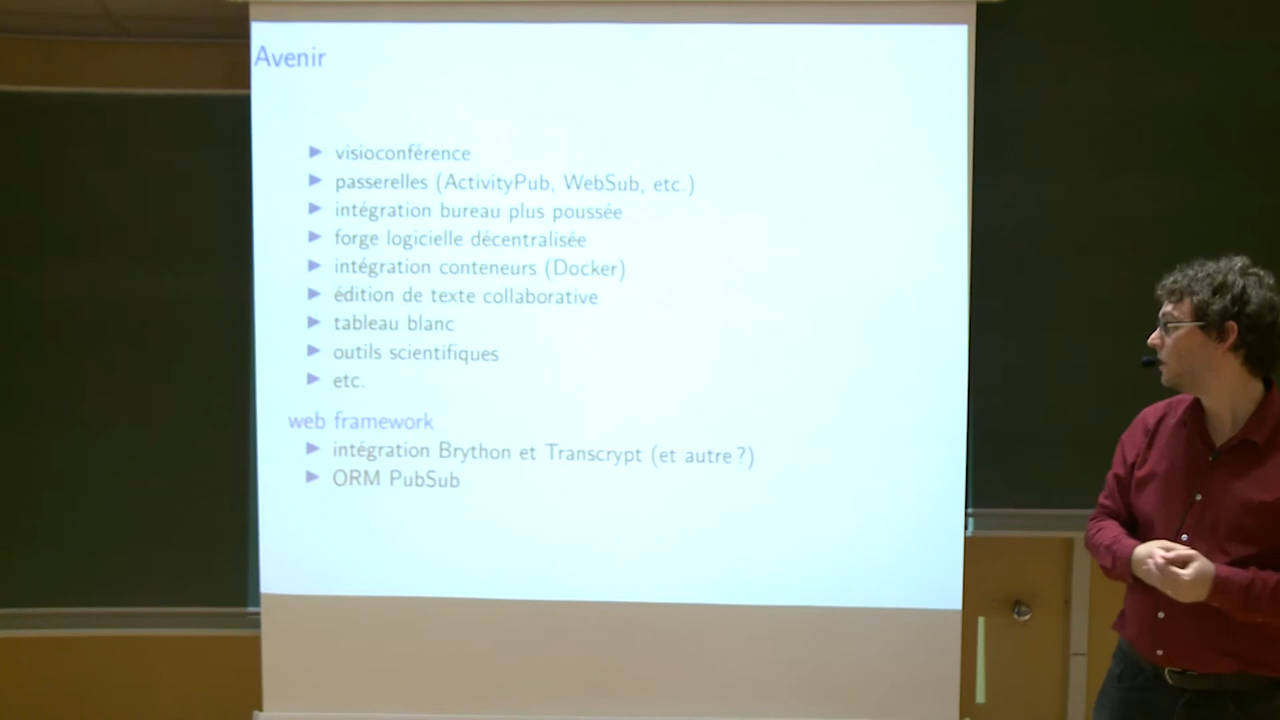 Avenir
visioconférence
passerelles (ActivityPub, WebSub, etc.)
intégration bureau plus poussée
forge logicielle décentralisée
intégration conteneurs (Docker)
édition de texte collaborative
tableau blanc
outils scientifiques
etc.
web framework
intégration Brython et Transcrypt (et autre ?)
ORM PubSub